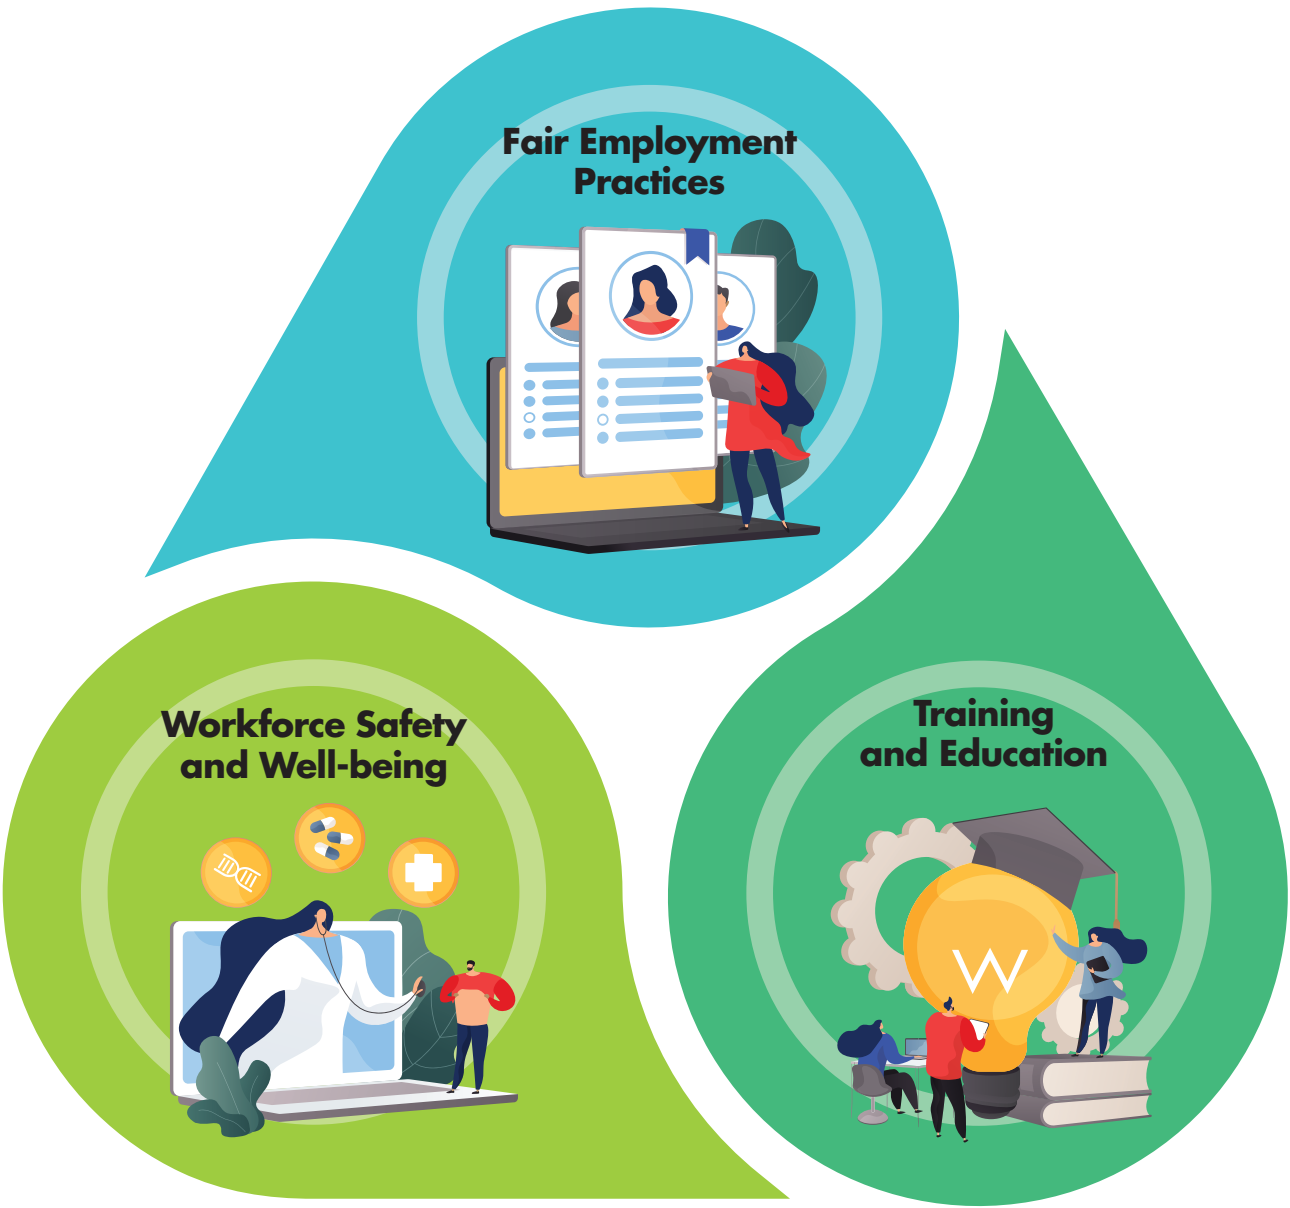 Fair Employment
Practices
Workforce Safety
and Well-being
Training
and Education